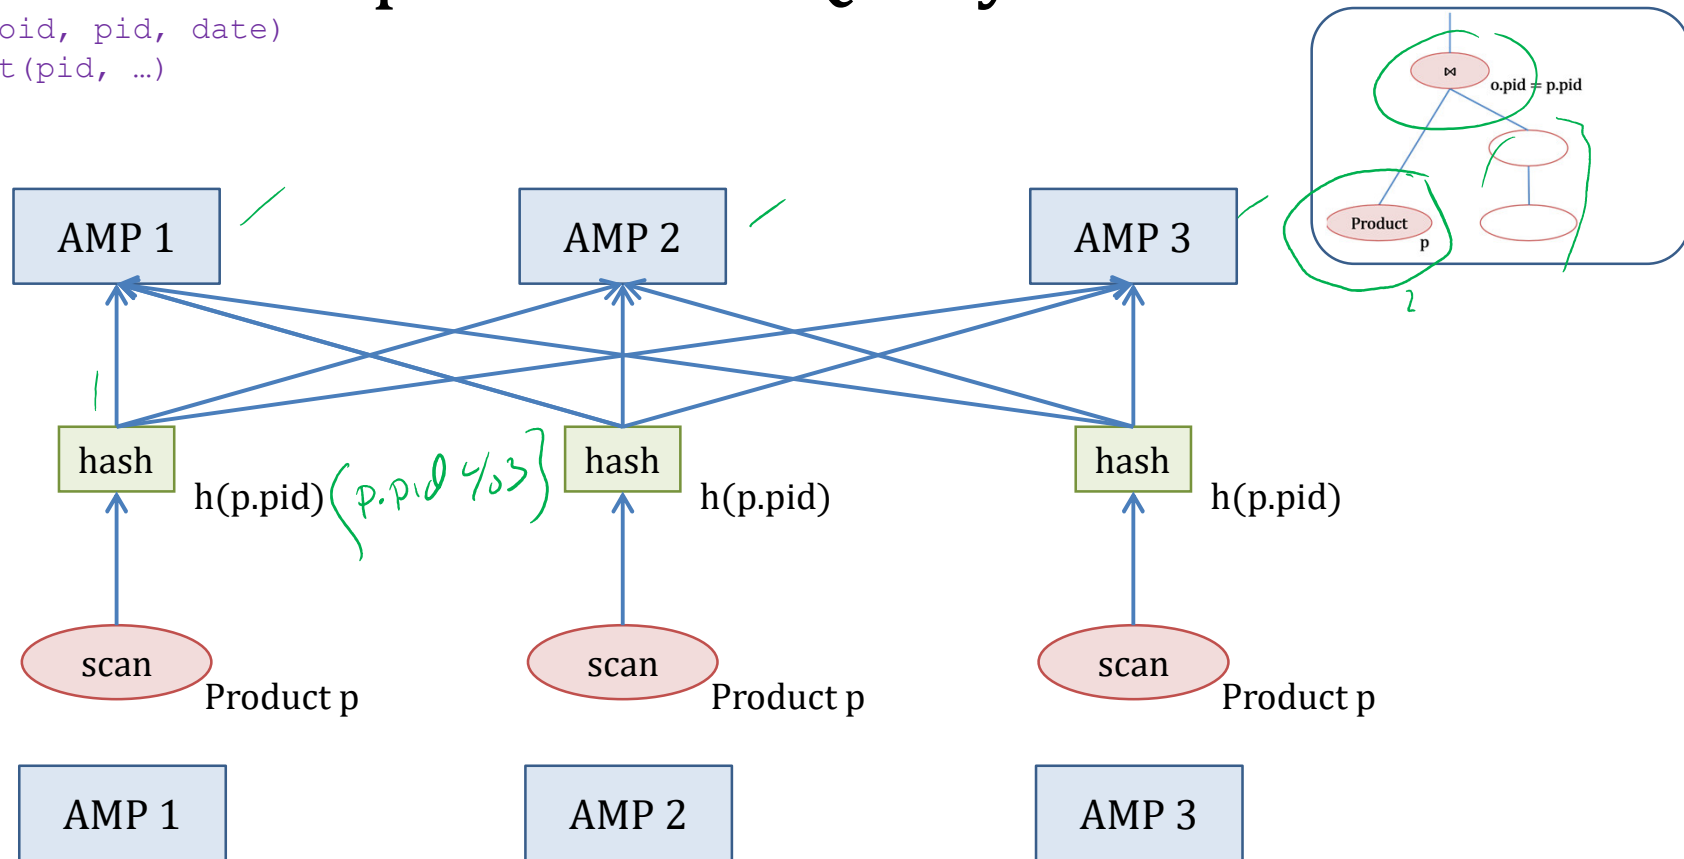 oid, pid, date)
t(pid, …)
⋈
o.pid = p.pid
Product
p
2
AMP 1
AMP 2
AMP 3
hash
h(p.pid) (p.pid % 3)
hash
h(p.pid)
hash
h(p.pid)
scan
Product p
scan
Product p
scan
Product p
AMP 1
AMP 2
AMP 3